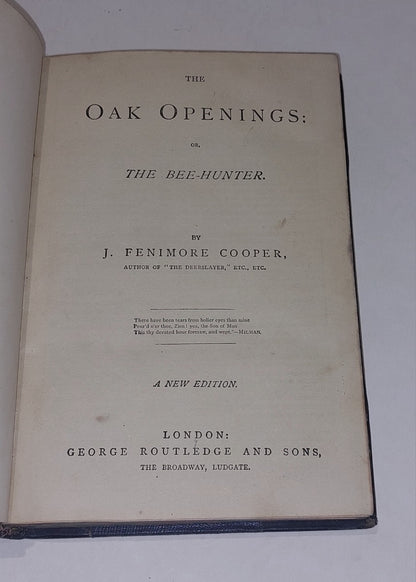 THE
OAK OPENINGS:
OR,
THE BEE-HUNTER.
BY
J. FENIMORE COOPER,
AUTHOR OF "THE DEERSLAYER," ETC., ETC.
There have been tears from holier eyes than mine
Pour'd o'er thee, Zion! yea, the Son of Man
This thy devoted hour foresaw, and wept.—MILMAN.
A NEW EDITION.
LONDON:
GEORGE ROUTLEDGE AND SONS,
THE BROADWAY, LUDGATE.